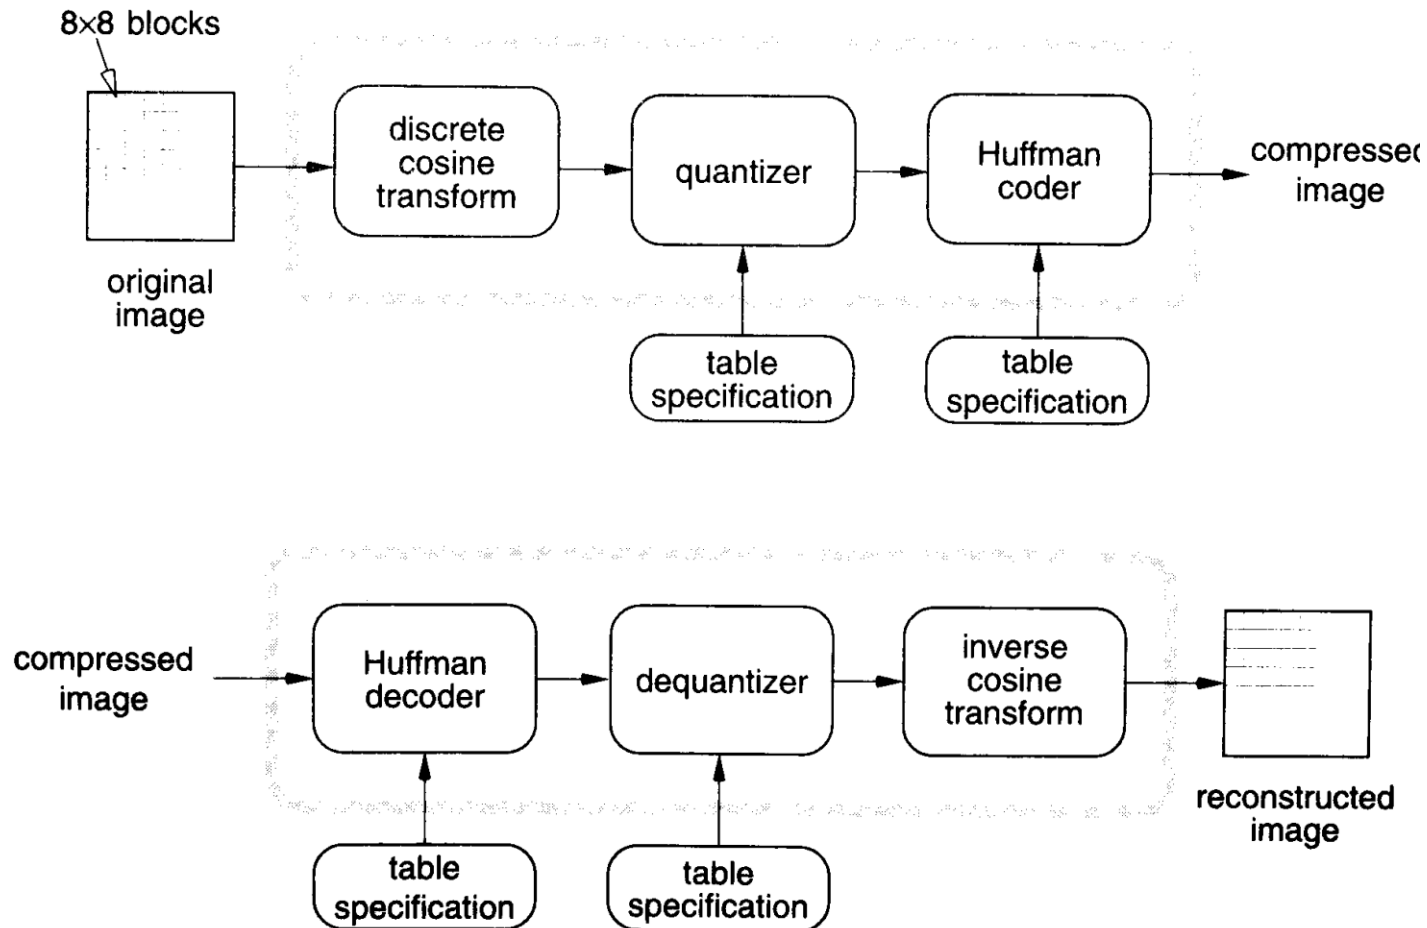 8×8 blocks
discrete
cosine
transform
quantizer
Huffman
coder
compressed
image
original
image
table
specification
table
specification
compressed
image
Huffman
decoder
dequantizer
inverse
cosine
transform
reconstructed
image
table
specification
table
specification